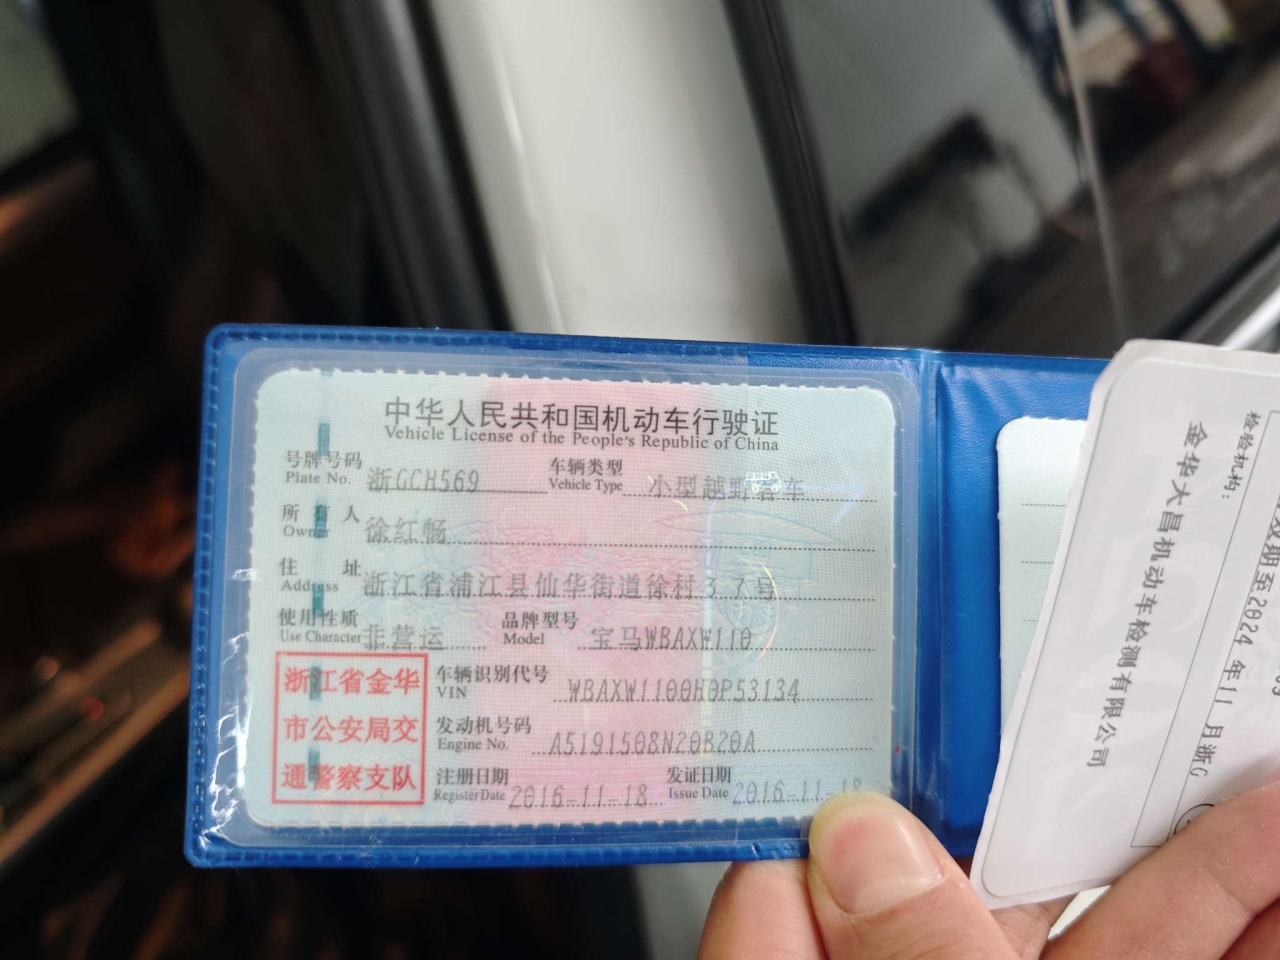 中华人民共和国机动车行驶证
Vehicle License of the People's Republic of China
号牌号码 浙GCH569 车辆类型 小型越野客车
Plate No. Vehicle Type
所有人 徐红畅
Owner
住址 浙江省浦江县仙华街道徐村37号
Address
使用性质 非营运 品牌型号 宝马WBAXW110
Use Character Model
浙江省金华
市公安局交
通警察支队
车辆识别代号 WBAXW1100H0P53134
VIN
发动机号码 A5191508N20B20A
Engine No.
注册日期 2016-11-18 发证日期 2016-11-18
Register Date Issue Date
检验机构：
金华大昌机动车检测有限公司
期至2024年11月浙G